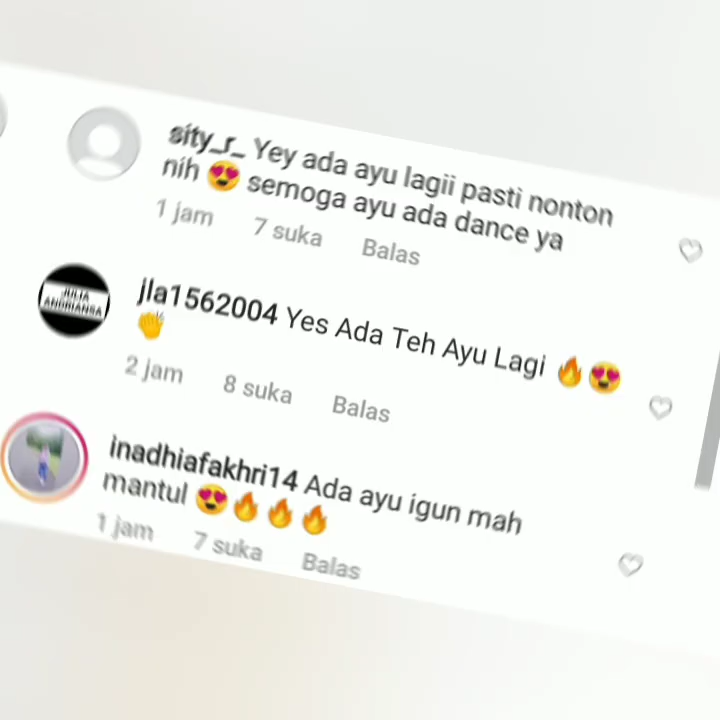 sity_r_ Yey ada ayu lagii pasti nonton
nih 😍 semoga ayu ada dance ya
1 jam 7 suka Balas
JULIA
ANDRIANSA
jla1562004 Yes Ada Teh Ayu Lagi 🔥😍
👏
2 jam 8 suka Balas
inadhiafakhri14 Ada ayu igun mah
mantul 😍🔥🔥🔥
1 jam 7 suka Balas